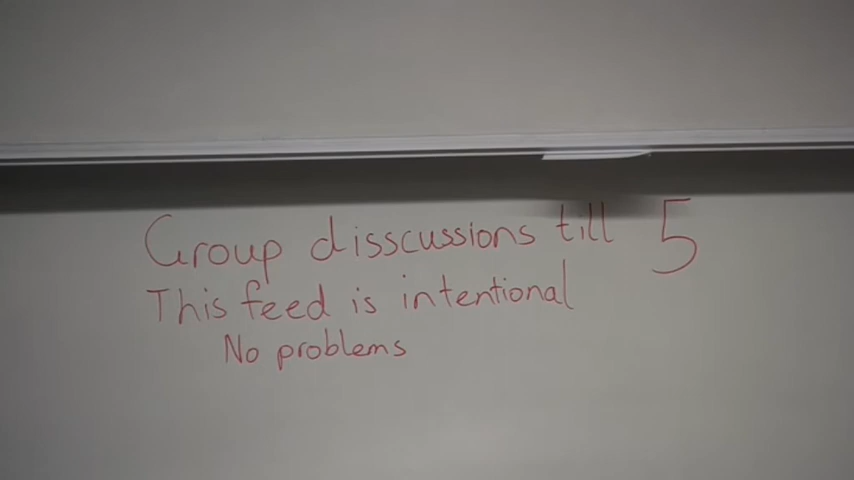 Group disscussions till 5
This feed is intentional
No problems